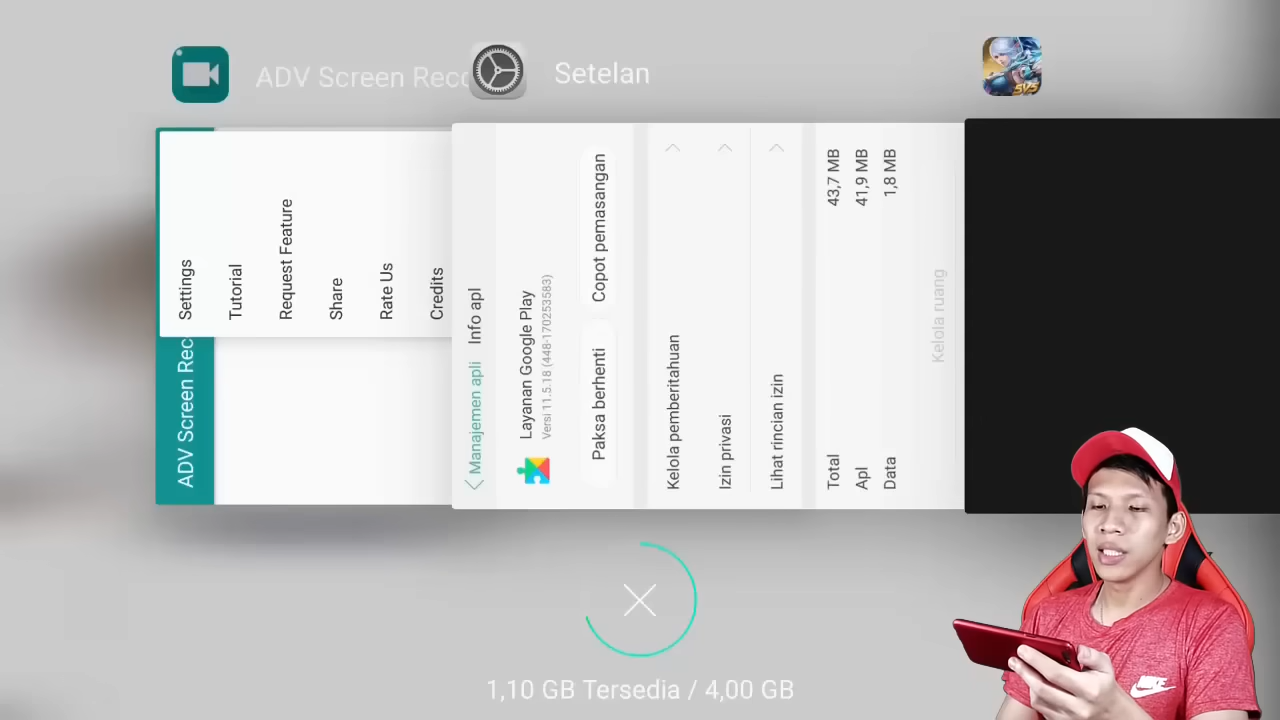 ADV Screen Reco
Setelan
5V5
ADV Screen Rec
Settings
Tutorial
Request Feature
Share
Rate Us
Credits
Manajemen apli
Info apl
Layanan Google Play
Versi 11.5.18 (448-170253583)
Paksa berhenti
Copot pemasangan
Kelola pemberitahuan
Izin privasi
Lihat rincian izin
Total 43,7 MB
Apl 41,9 MB
Data 1,8 MB
Kelola ruang
1,10 GB Tersedia / 4,00 GB